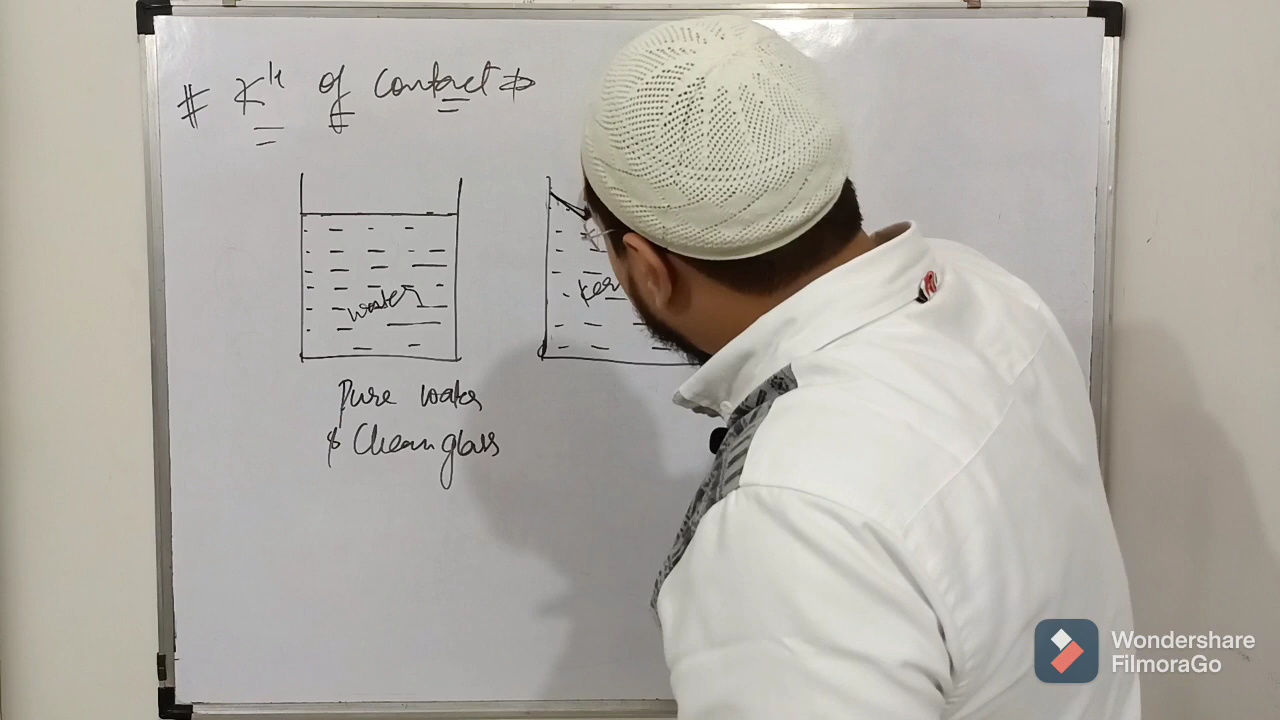 # of contact ⇒
water
Ker
Pure water
& Clean glass
Wondershare
FilmoraGo